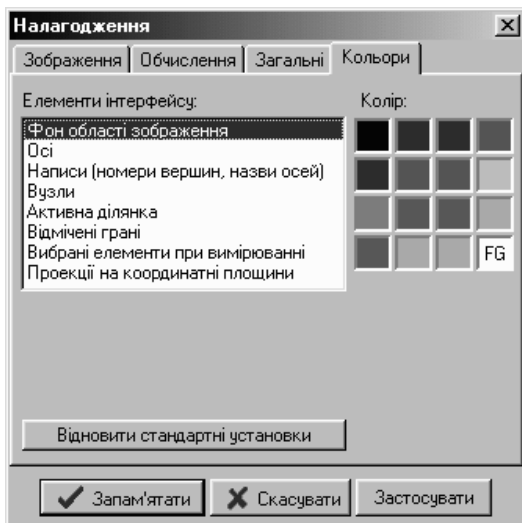 Налагодження
Зображення Обчислення Загальні Кольори
Елементи інтерфейсу: Колір:
Фон області зображення
Осі
Написи (номери вершин, назви осей)
Вузли
Активна ділянка
Відмічені грані
Вибрані елементи при вимірюванні
Проекції на координатні площини
FG
Відновити стандартні установки
Запам'ятати Скасувати Застосувати